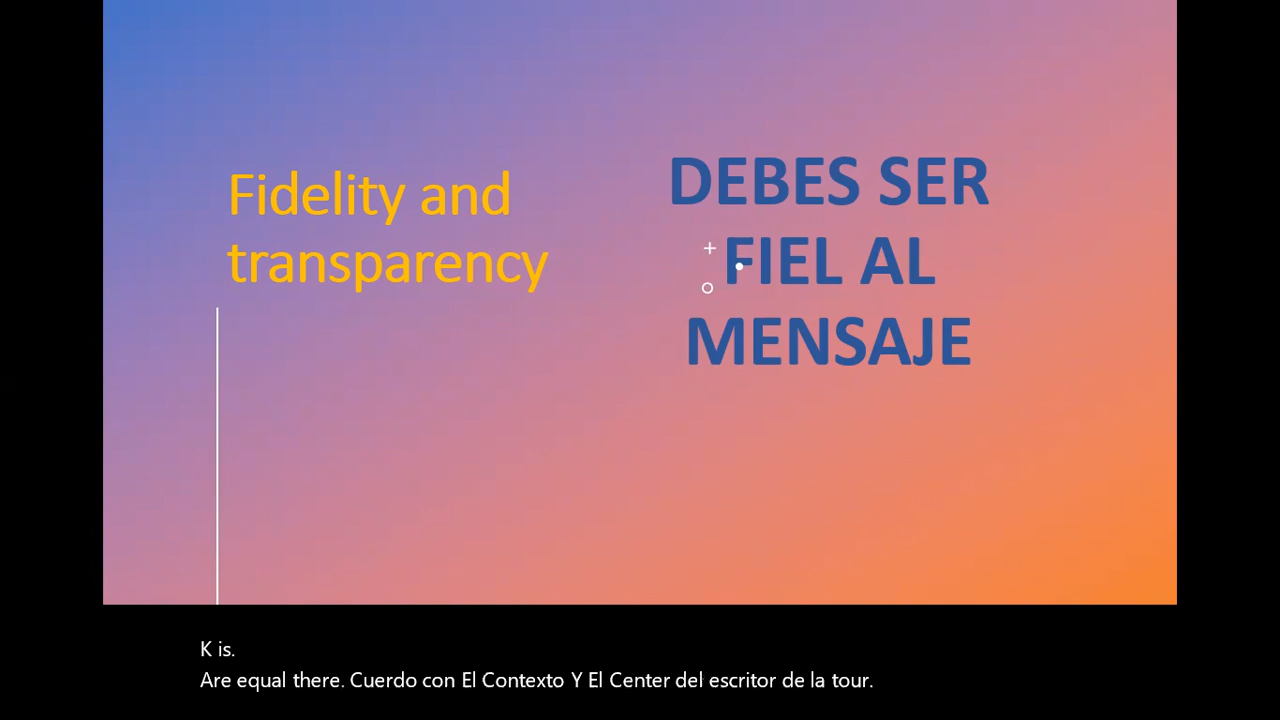 Fidelity and
transparency
DEBES SER
FIEL AL
MENSAJE
K is.
Are equal there. Cuerdo con El Contexto Y El Center del escritor de la tour.